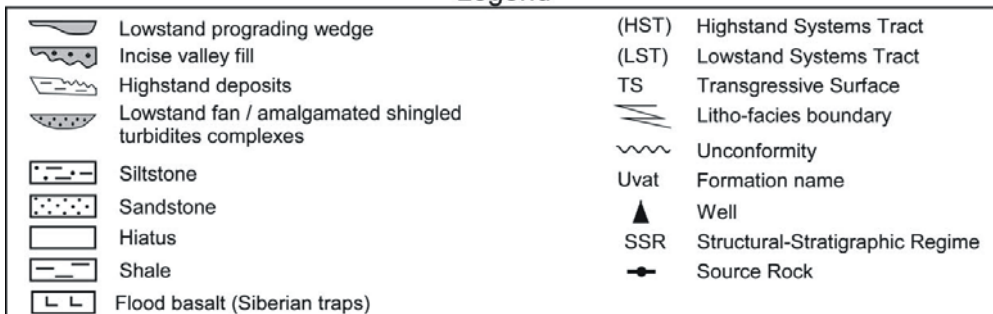 Lowstand prograding wedge
Incise valley fill
Highstand deposits
Lowstand fan / amalgamated shingled
turbidites complexes
Siltstone
Sandstone
Hiatus
Shale
Flood basalt (Siberian traps)
(HST) Highstand Systems Tract
(LST) Lowstand Systems Tract
TS Transgressive Surface
Litho-facies boundary
Unconformity
Uvat Formation name
Well
SSR Structural-Stratigraphic Regime
Source Rock